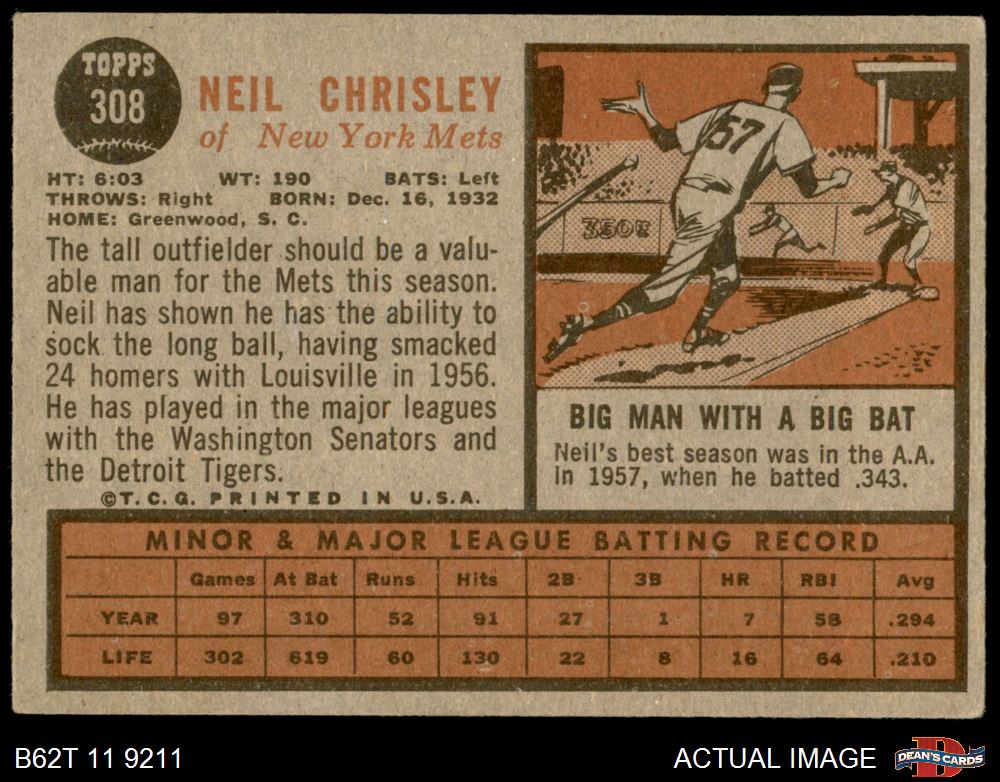 TOPPS
308
NEIL CHRISLEY
of New York Mets
HT: 6:03 WT: 190 BATS: Left
THROWS: Right BORN: Dec. 16, 1932
HOME: Greenwood, S. C.
The tall outfielder should be a valu-
able man for the Mets this season.
Neil has shown he has the ability to
sock the long ball, having smacked
24 homers with Louisville in 1956.
He has played in the major leagues
with the Washington Senators and
the Detroit Tigers.
©T.C.G. PRINTED IN U.S.A.
57
350FT
BIG MAN WITH A BIG BAT
Neil's best season was in the A.A.
in 1957, when he batted .343.
MINOR & MAJOR LEAGUE BATTING RECORD
Games At Bat Runs Hits 2B 3B HR RBI Avg
YEAR 97 310 52 91 27 1 7 58 .294
LIFE 302 619 60 130 22 8 16 64 .210
B62T 11 9211
ACTUAL IMAGE
D
DEAN'S CARDS